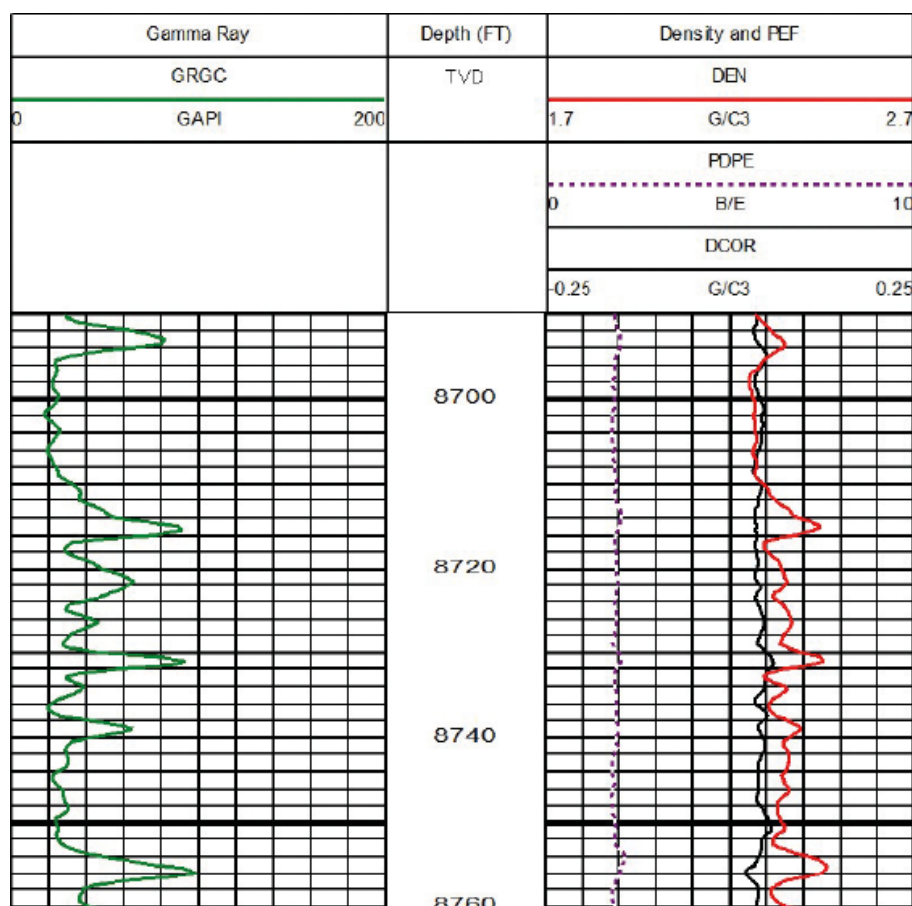 Gamma Ray Depth (FT) Density and PEF
GRGC TVD DEN
0 GAPI 200 1.7 G/C3 2.7
PDPE
0 B/E 10
DCOR
-0.25 G/C3 0.25
8700
8720
8740
8760